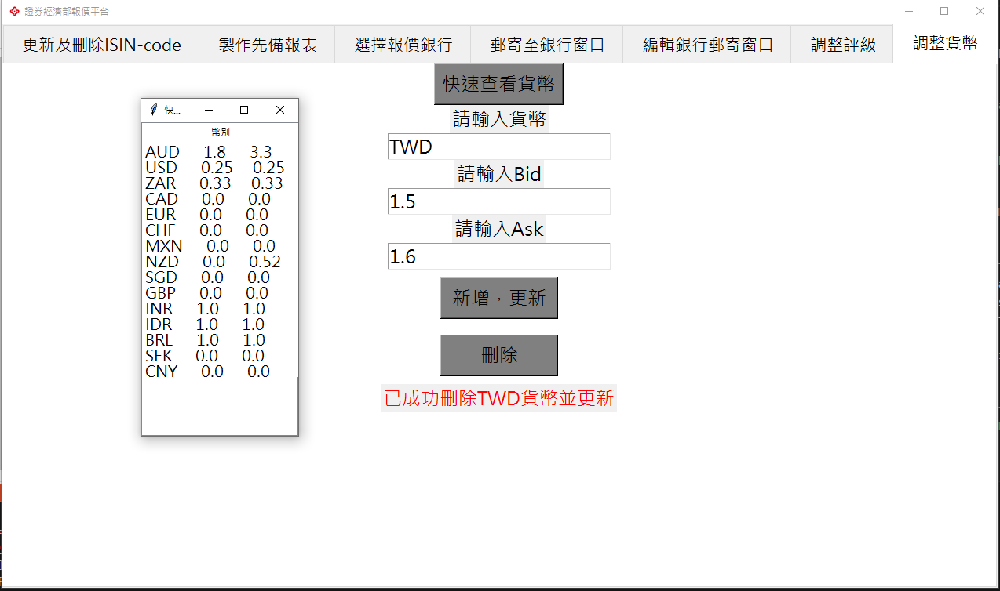 證券經濟部報價平台
更新及刪除ISIN-code 製作先備報表 選擇報價銀行 郵寄至銀行窗口 編輯銀行郵寄窗口 調整評級 調整貨幣
快速查看貨幣
請輸入貨幣
TWD
請輸入Bid
1.5
請輸入Ask
1.6
新增，更新
刪除
已成功刪除TWD貨幣並更新
快...
幣別
AUD 1.8 3.3
USD 0.25 0.25
ZAR 0.33 0.33
CAD 0.0 0.0
EUR 0.0 0.0
CHF 0.0 0.0
MXN 0.0 0.0
NZD 0.0 0.52
SGD 0.0 0.0
GBP 0.0 0.0
INR 1.0 1.0
IDR 1.0 1.0
BRL 1.0 1.0
SEK 0.0 0.0
CNY 0.0 0.0